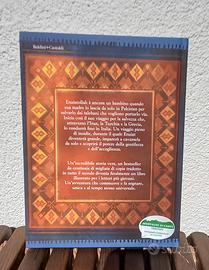 Baldini+Castoldi
Enaiatollah è ancora un bambino quando
sua madre lo lascia da solo in Pakistan per
salvarlo dai talebani che vogliono portarlo via.
Inizia così il suo viaggio per la salvezza che,
attraverso l'Iran, la Turchia e la Grecia,
lo condurrà fino in Italia. Un viaggio pieno
di insidie, durante il quale Enaiat
diventerà grande, imparerà a cavarsela
da solo e scoprirà il potere della gentilezza
e dell'accoglienza.
Un'incredibile storia vera, un bestseller
da centinaia di migliaia di copie tradotto
in tutto il mondo diventa finalmente un libro
illustrato per i lettori più giovani.
Un'avventura che commuove e fa sognare,
unica e al tempo stesso universale.